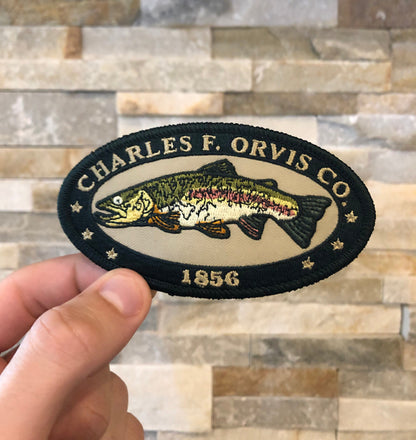 CHARLES F. ORVIS CO.
1856